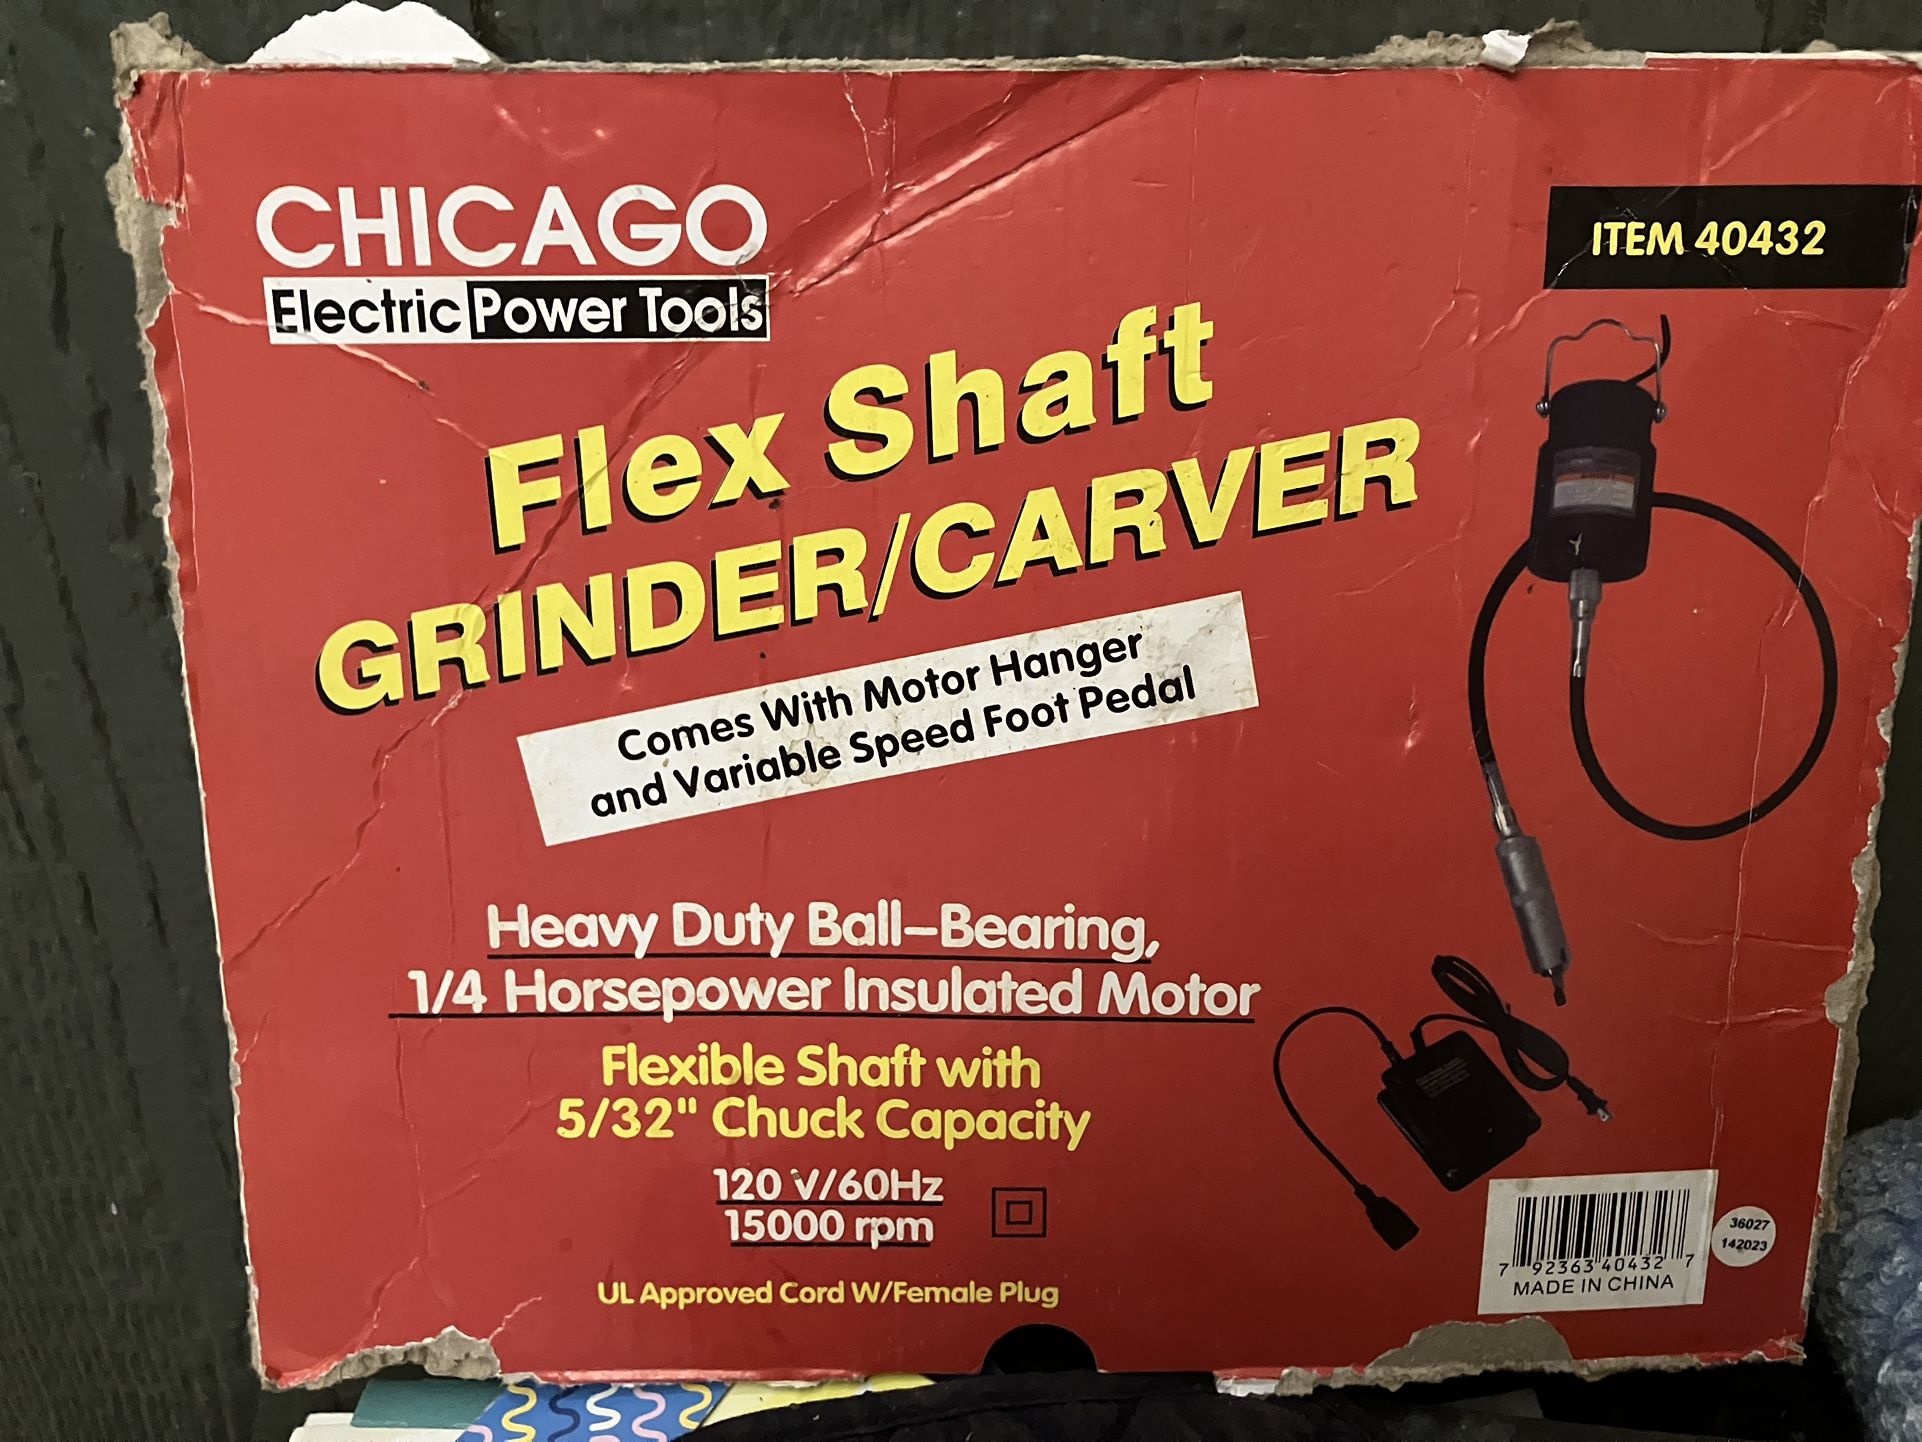 CHICAGO
Electric Power Tools
ITEM 40432
Flex Shaft
GRINDER/CARVER
Comes With Motor Hanger
and Variable Speed Foot Pedal
Heavy Duty Ball–Bearing,
1/4 Horsepower Insulated Motor
Flexible Shaft with
5/32" Chuck Capacity
120 V/60Hz
15000 rpm
UL Approved Cord W/Female Plug
7 92363 40432 7
MADE IN CHINA
36027
142023